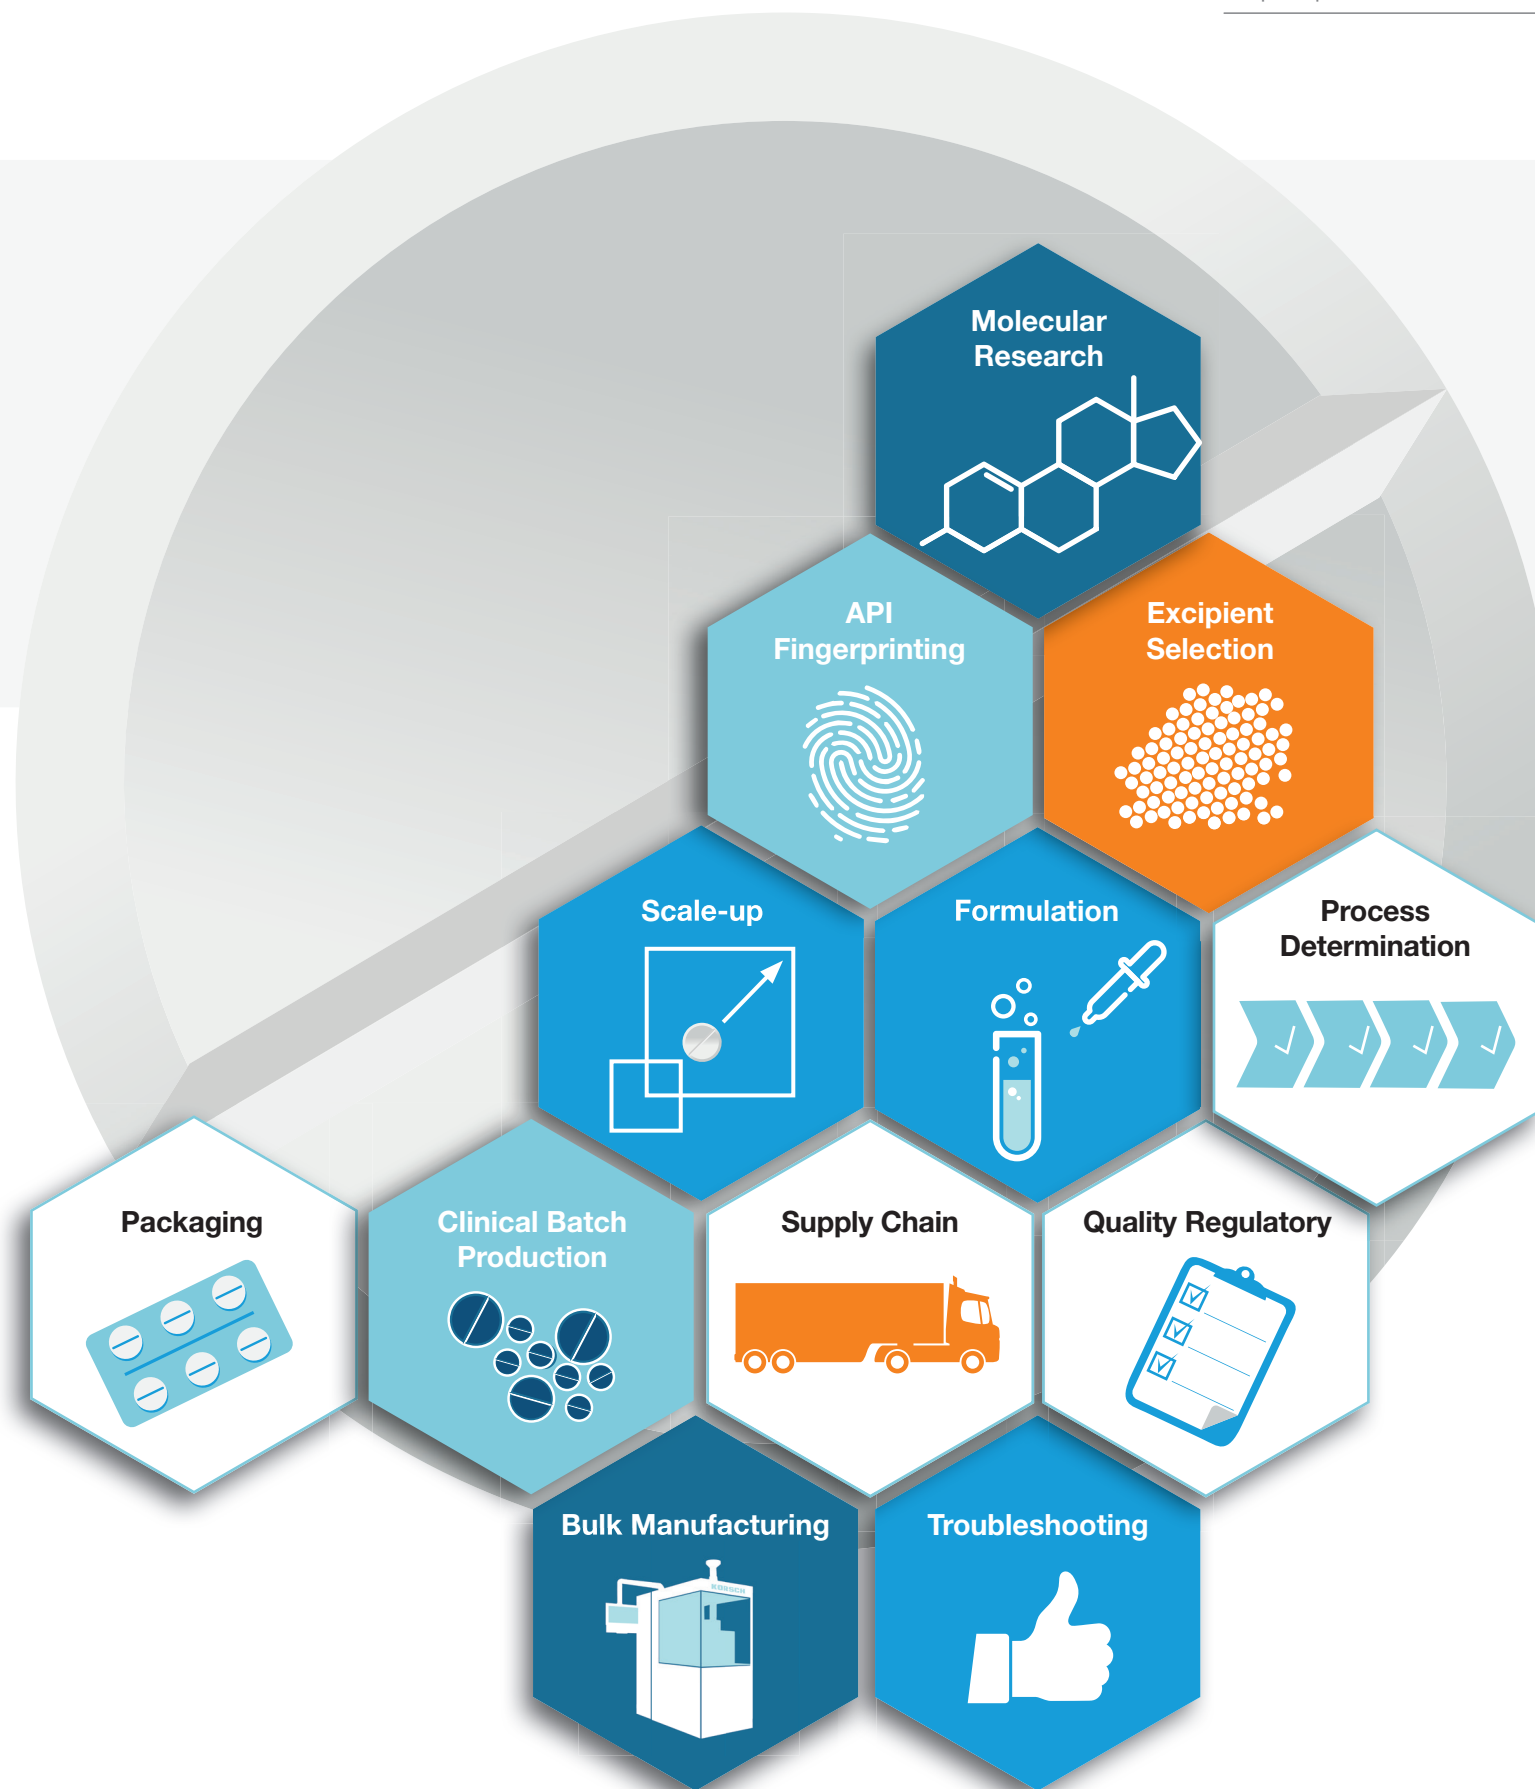 Molecular
Research
API
Fingerprinting
Excipient
Selection
Scale-up
Formulation
Process
Determination
Packaging
Clinical Batch
Production
Supply Chain
Quality Regulatory
Bulk Manufacturing
KORSCH
Troubleshooting